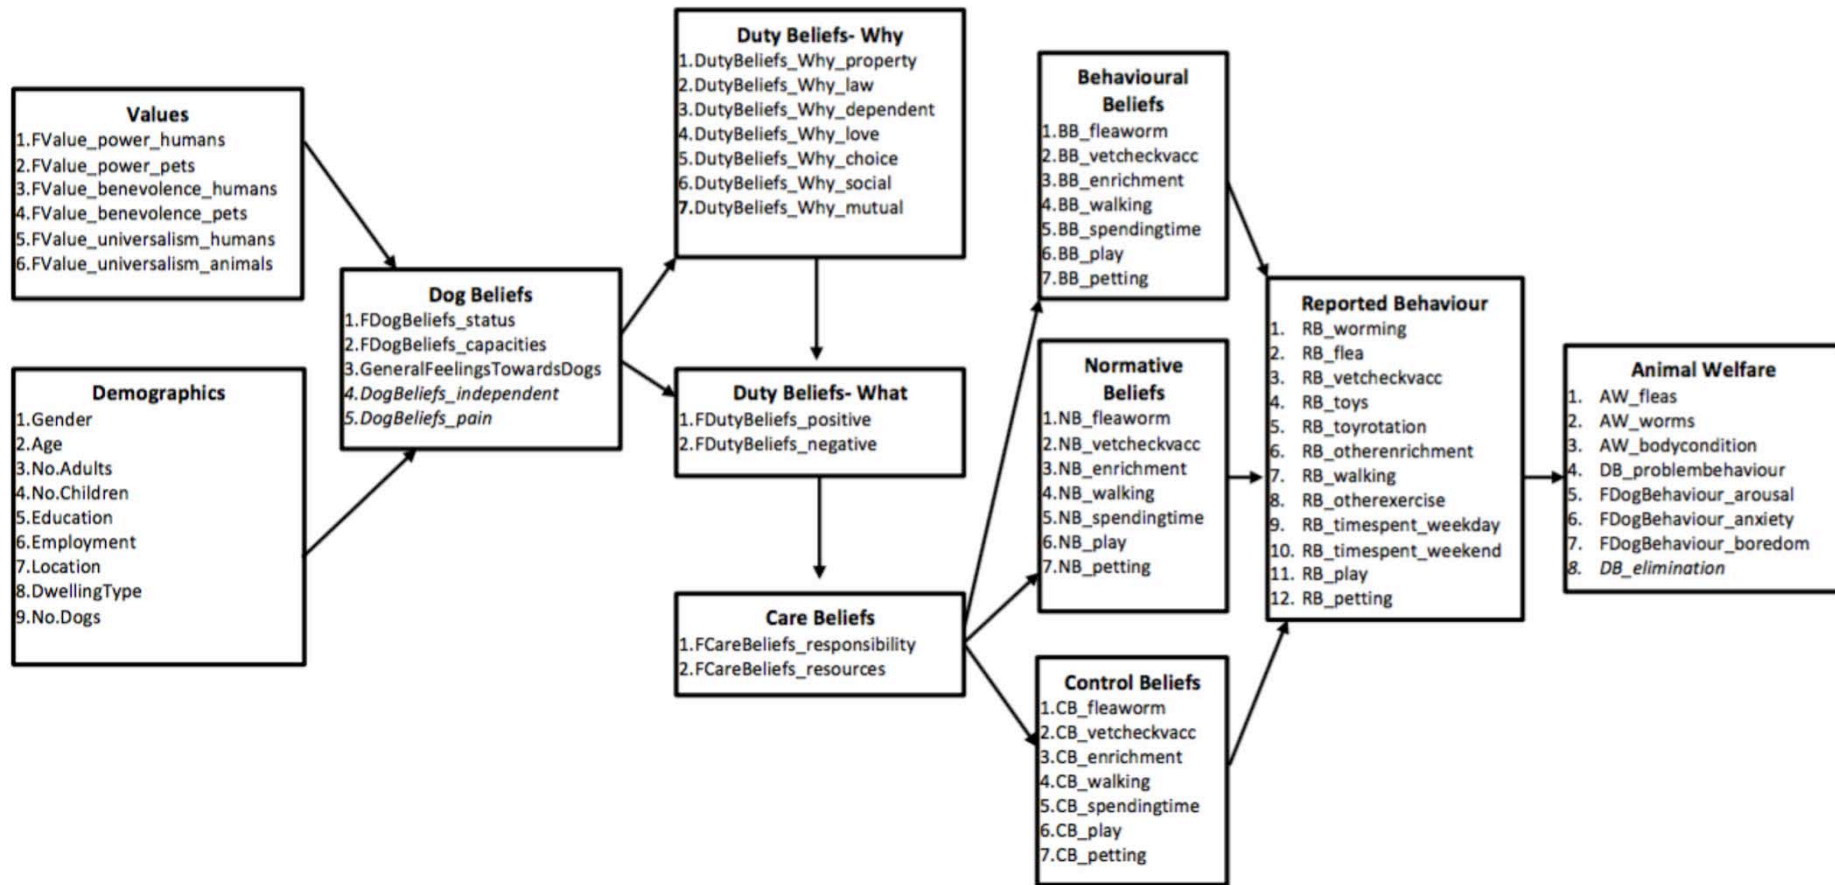 Values
1.FValue_power_humans
2.FValue_power_pets
3.FValue_benevolence_humans
4.FValue_benevolence_pets
5.FValue_universalism_humans
6.FValue_universalism_animals
Demographics
1.Gender
2.Age
3.No.Adults
4.No.Children
5.Education
6.Employment
7.Location
8.DwellingType
9.No.Dogs
Dog Beliefs
1.FDogBeliefs_status
2.FDogBeliefs_capacities
3.GeneralFeelingsTowardsDogs
4.DogBeliefs_independent
5.DogBeliefs_pain
Duty Beliefs- Why
1.DutyBeliefs_Why_property
2.DutyBeliefs_Why_law
3.DutyBeliefs_Why_dependent
4.DutyBeliefs_Why_love
5.DutyBeliefs_Why_choice
6.DutyBeliefs_Why_social
7.DutyBeliefs_Why_mutual
Duty Beliefs- What
1.FDutyBeliefs_positive
2.FDutyBeliefs_negative
Care Beliefs
1.FCareBeliefs_responsibility
2.FCareBeliefs_resources
Behavioural
Beliefs
1.BB_fleaworm
2.BB_vetcheckvacc
3.BB_enrichment
4.BB_walking
5.BB_spendingtime
6.BB_play
7.BB_petting
Normative
Beliefs
1.NB_fleaworm
2.NB_vetcheckvacc
3.NB_enrichment
4.NB_walking
5.NB_spendingtime
6.NB_play
7.NB_petting
Control Beliefs
1.CB_fleaworm
2.CB_vetcheckvacc
3.CB_enrichment
4.CB_walking
5.CB_spendingtime
6.CB_play
7.CB_petting
Reported Behaviour
1. RB_worming
2. RB_flea
3. RB_vetcheckvacc
4. RB_toys
5. RB_toyrotation
6. RB_otherenrichment
7. RB_walking
8. RB_otherexercise
9. RB_timespent_weekday
10. RB_timespent_weekend
11. RB_play
12. RB_petting
Animal Welfare
1. AW_fleas
2. AW_worms
3. AW_bodycondition
4. DB_problembehaviour
5. FDogBehaviour_arousal
6. FDogBehaviour_anxiety
7. FDogBehaviour_boredom
8. DB_elimination